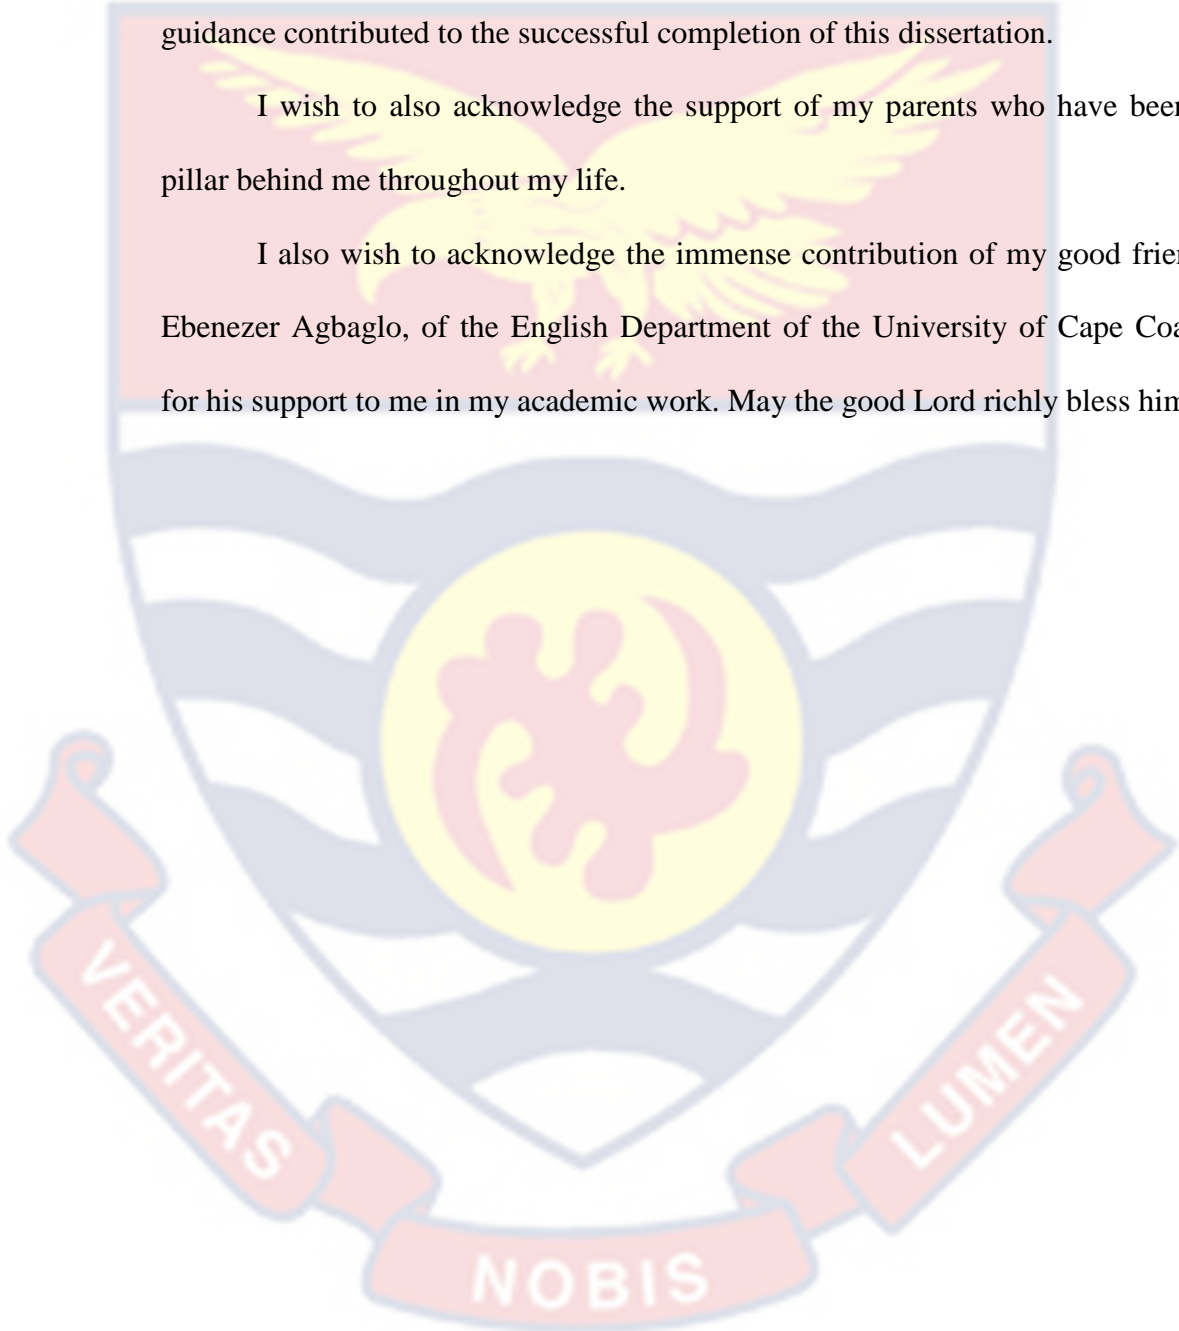 guidance contributed to the successful completion of this dissertation.
I wish to also acknowledge the support of my parents who have been
pillar behind me throughout my life.
I also wish to acknowledge the immense contribution of my good frien
Ebenezer Agbaglo, of the English Department of the University of Cape Coa
for his support to me in my academic work. May the good Lord richly bless him
VERITAS
NOBIS
LUMEN